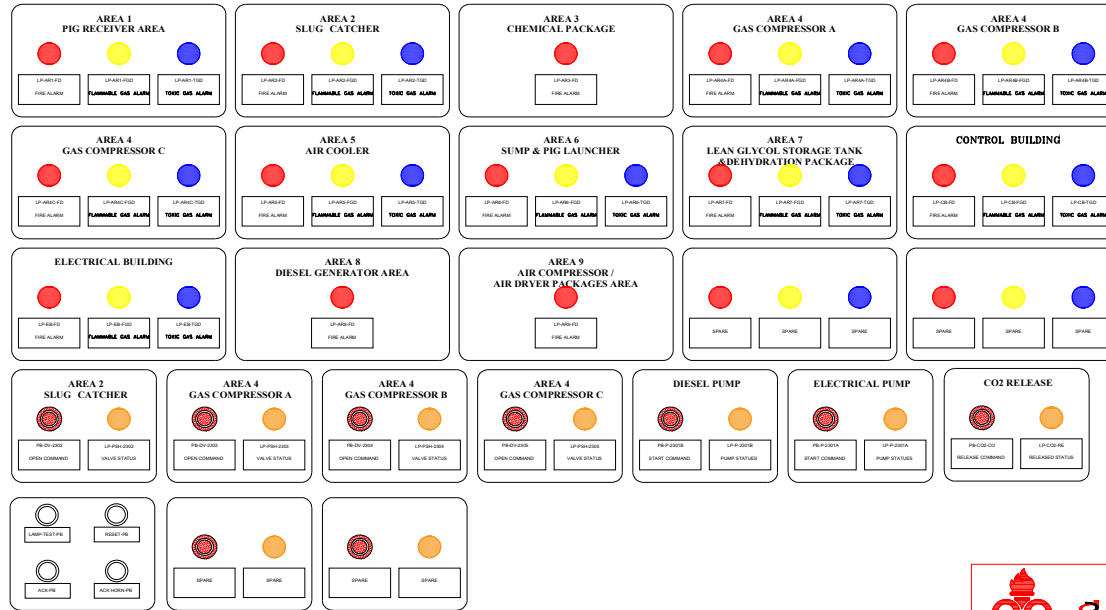 AREA 1
PIG RECEIVER AREA
LP-AR1-FD
FIRE ALARM
LP-AR1-FGD
FLAMMABLE GAS ALARM
LP-AR1-TGD
TOXIC GAS ALARM
AREA 2
SLUG CATCHER
LP-AR2-FD
FIRE ALARM
LP-AR2-FGD
FLAMMABLE GAS ALARM
LP-AR2-TGD
TOXIC GAS ALARM
AREA 3
CHEMICAL PACKAGE
LP-AR3-FD
FIRE ALARM
AREA 4
GAS COMPRESSOR A
LP-AR4A-FD
FIRE ALARM
LP-AR4A-FGD
FLAMMABLE GAS ALARM
LP-AR4A-TGD
TOXIC GAS ALARM
AREA 4
GAS COMPRESSOR B
LP-AR4B-FD
FIRE ALARM
LP-AR4B-FGD
FLAMMABLE GAS ALARM
LP-AR4B-TGD
TOXIC GAS ALARM
AREA 4
GAS COMPRESSOR C
LP-AR4C-FD
FIRE ALARM
LP-AR4C-FGD
FLAMMABLE GAS ALARM
LP-AR4C-TGD
TOXIC GAS ALARM
AREA 5
AIR COOLER
LP-AR5-FD
FIRE ALARM
LP-AR5-FGD
FLAMMABLE GAS ALARM
LP-AR5-TGD
TOXIC GAS ALARM
AREA 6
SUMP & PIG LAUNCHER
LP-AR6-FD
FIRE ALARM
LP-AR6-FGD
FLAMMABLE GAS ALARM
LP-AR6-TGD
TOXIC GAS ALARM
AREA 7
LEAN GLYCOL STORAGE TANK
&DEHYDRATION PACKAGE
LP-AR7-FD
FIRE ALARM
LP-AR7-FGD
FLAMMABLE GAS ALARM
LP-AR7-TGD
TOXIC GAS ALARM
CONTROL BUILDING
LP-CB-FD
FIRE ALARM
LP-CB-FGD
FLAMMABLE GAS ALARM
LP-CB-TGD
TOXIC GAS ALARM
ELECTRICAL BUILDING
LP-EB-FD
FIRE ALARM
LP-EB-FGD
FLAMMABLE GAS ALARM
LP-EB-TGD
TOXIC GAS ALARM
AREA 8
DIESEL GENERATOR AREA
LP-AR8-FD
FIRE ALARM
AREA 9
AIR COMPRESSOR /
AIR DRYER PACKAGES AREA
LP-AR9-FD
FIRE ALARM
SPARE
SPARE
SPARE
SPARE
SPARE
SPARE
AREA 2
SLUG CATCHER
PB-DV-2302
OPEN COMMAND
LP-PSH-2302
VALVE STATUS
AREA 4
GAS COMPRESSOR A
PB-DV-2303
OPEN COMMAND
LP-PSH-2303
VALVE STATUS
AREA 4
GAS COMPRESSOR B
PB-DV-2304
OPEN COMMAND
LP-PSH-2304
VALVE STATUS
AREA 4
GAS COMPRESSOR C
PB-DV-2305
OPEN COMMAND
LP-PSH-2305
VALVE STATUS
DIESEL PUMP
PB-P-2301B
START COMMAND
LP-P-2301B
PUMP STATUES
ELECTRICAL PUMP
PB-P-2301A
START COMMAND
LP-P-2301A
PUMP STATUES
CO2 RELEASE
PB-CO2-CO
RELEASE COMMAND
LP-CO2-RE
RELEASED STATUS
LAMP-TEST-PB
RESET-PB
ACK-PB
ACK-HORN-PB
SPARE
SPARE
SPARE
SPARE